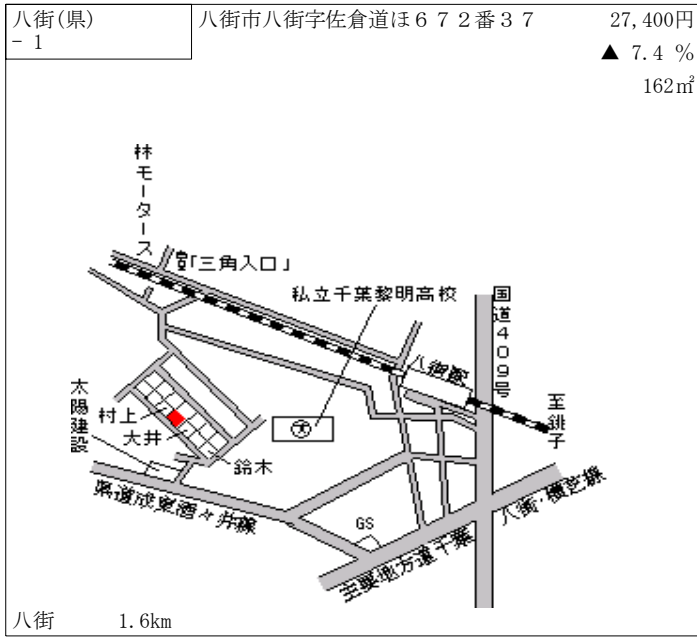 八街(県)
- 1
八街市八街字佐倉道ほ６７２番３７
27,400円
▲ 7.4 %
162㎡
林モータース
「三角入口」
私立千葉黎明高校
国道４０９号
八街駅
至銚子
太陽建設
村上
大井
鈴木
県道成東酒々井線
GS
主要地方道千葉
八街・横芝線
八街
1.6km